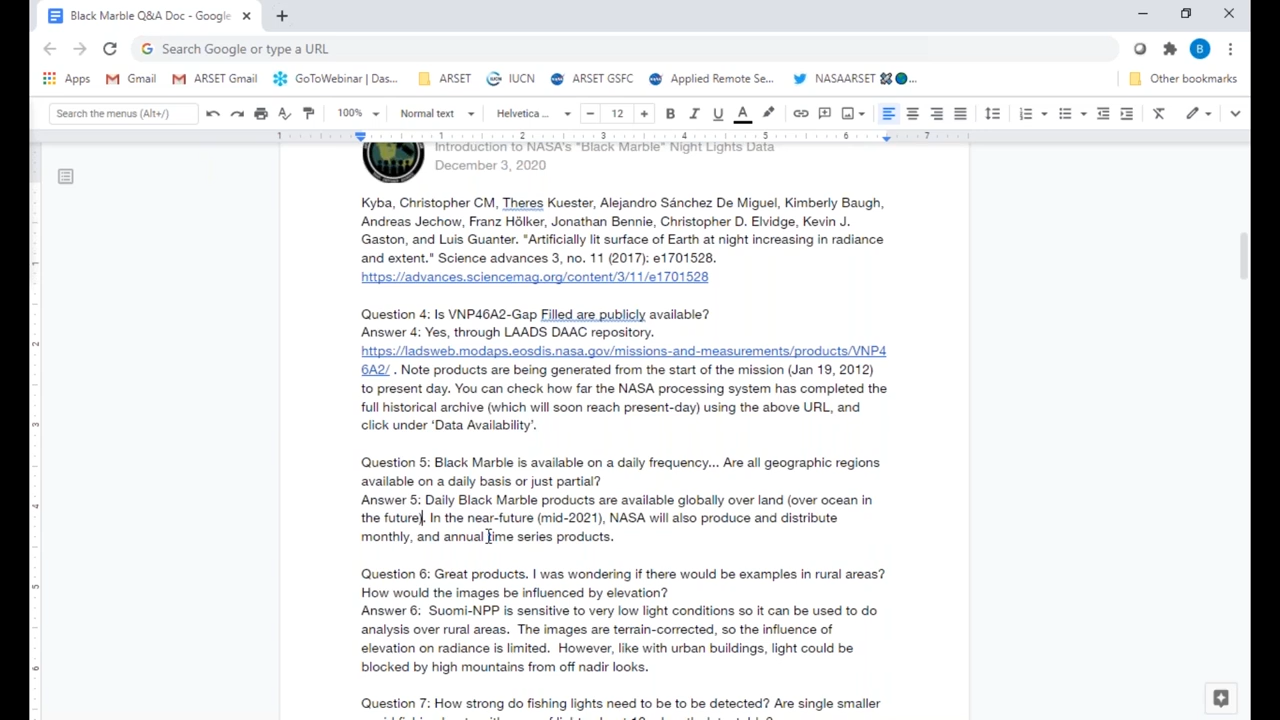 Black Marble Q&A Doc - Google
Search Google or type a URL
B
Apps
Gmail
ARSET Gmail
GoToWebinar | Das...
ARSET
IUCN
ARSET GSFC
Applied Remote Se...
NASAARSET
Other bookmarks
Search the menus (Alt+/)
100%
Normal text
Helvetica ...
12
B I U A
1 1 2 3 4 5 6 7
Introduction to NASA's "Black Marble" Night Lights Data
December 3, 2020
Kyba, Christopher CM, Theres Kuester, Alejandro Sánchez De Miguel, Kimberly Baugh,
Andreas Jechow, Franz Hölker, Jonathan Bennie, Christopher D. Elvidge, Kevin J.
Gaston, and Luis Guanter. "Artificially lit surface of Earth at night increasing in radiance
and extent." Science advances 3, no. 11 (2017): e1701528.
https://advances.sciencemag.org/content/3/11/e1701528
Question 4: Is VNP46A2-Gap Filled are publicly available?
Answer 4: Yes, through LAADS DAAC repository.
https://ladsweb.modaps.eosdis.nasa.gov/missions-and-measurements/products/VNP4
6A2/ . Note products are being generated from the start of the mission (Jan 19, 2012)
to present day. You can check how far the NASA processing system has completed the
full historical archive (which will soon reach present-day) using the above URL, and
click under ‘Data Availability’.
Question 5: Black Marble is available on a daily frequency... Are all geographic regions
available on a daily basis or just partial?
Answer 5: Daily Black Marble products are available globally over land (over ocean in
the future). In the near-future (mid-2021), NASA will also produce and distribute
monthly, and annual time series products.
Question 6: Great products. I was wondering if there would be examples in rural areas?
How would the images be influenced by elevation?
Answer 6:  Suomi-NPP is sensitive to very low light conditions so it can be used to do
analysis over rural areas.  The images are terrain-corrected, so the influence of
elevation on radiance is limited.  However, like with urban buildings, light could be
blocked by high mountains from off nadir looks.
Question 7: How strong do fishing lights need to be to be detected? Are single smaller